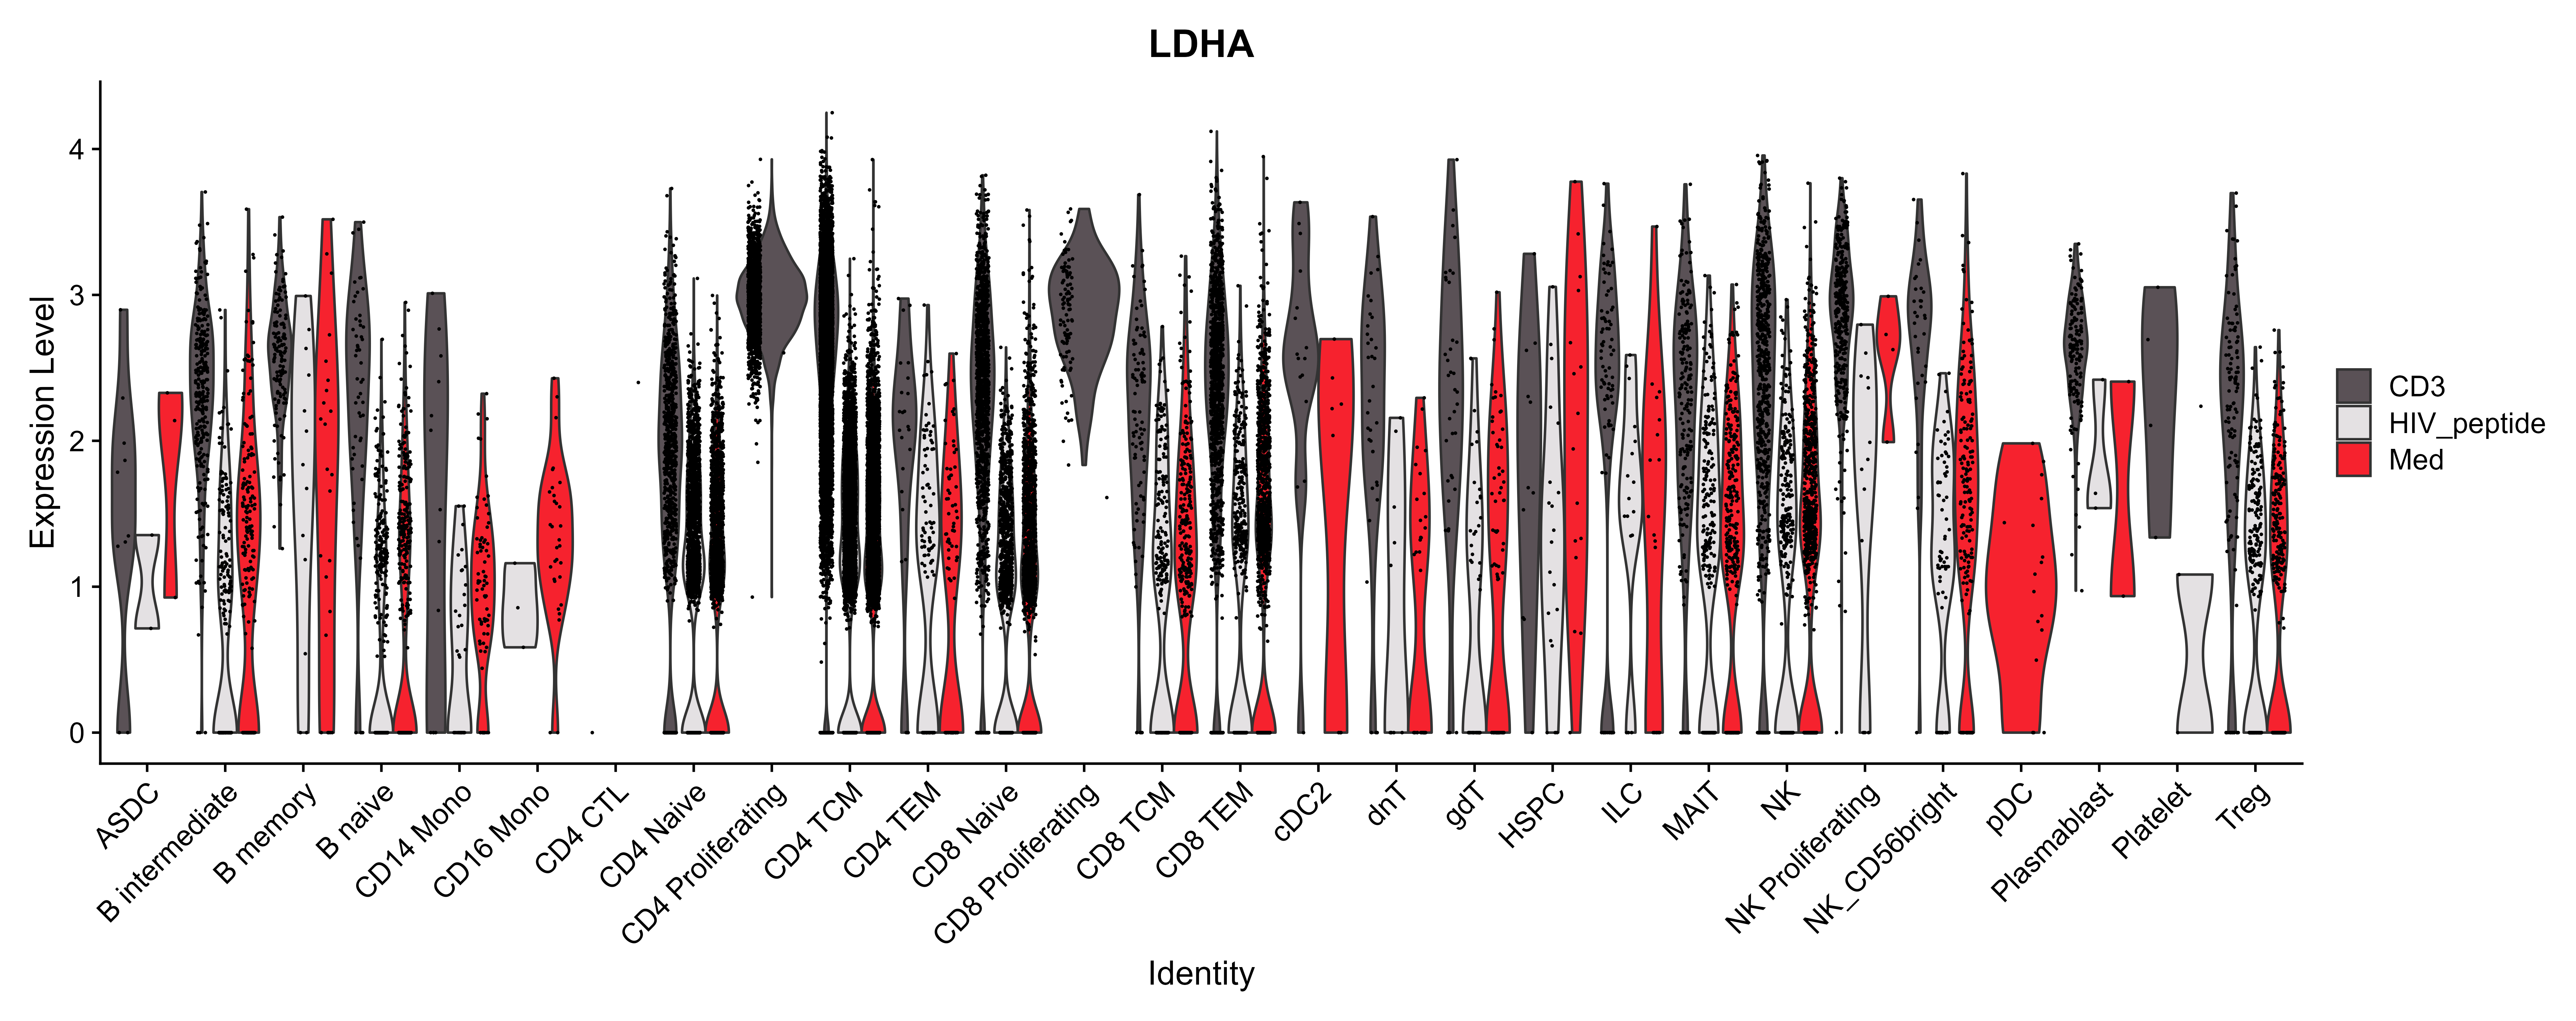 LDHA
Expression Level
4
3
2
1
0
ASDC
B intermediate
B memory
B naive
CD14 Mono
CD16 Mono
CD4 CTL
CD4 Naive
CD4 Proliferating
CD4 TCM
CD4 TEM
CD8 Naive
CD8 Proliferating
CD8 TCM
CD8 TEM
cDC2
dnT
gdT
HSPC
ILC
MAIT
NK
NK Proliferating
NK_CD56bright
pDC
Plasmablast
Platelet
Treg
Identity
CD3
HIV_peptide
Med